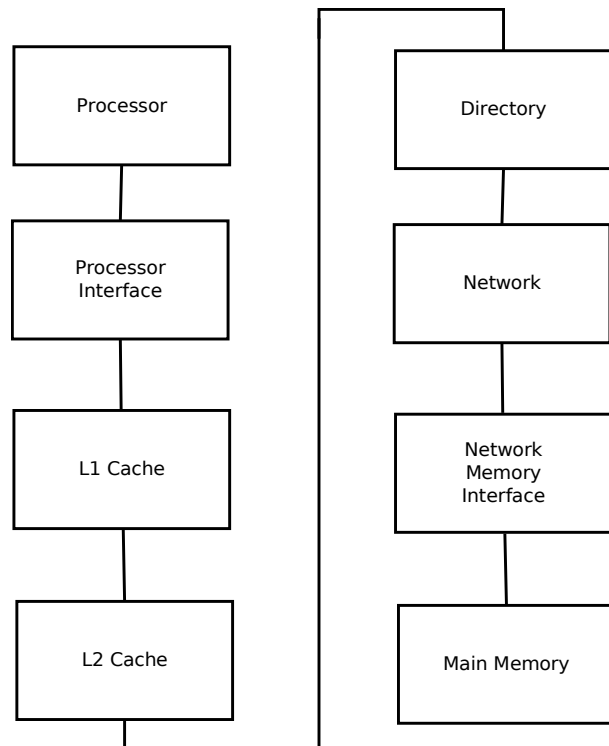 Processor
Processor
Interface
L1 Cache
L2 Cache
Directory
Network
Network
Memory
Interface
Main Memory